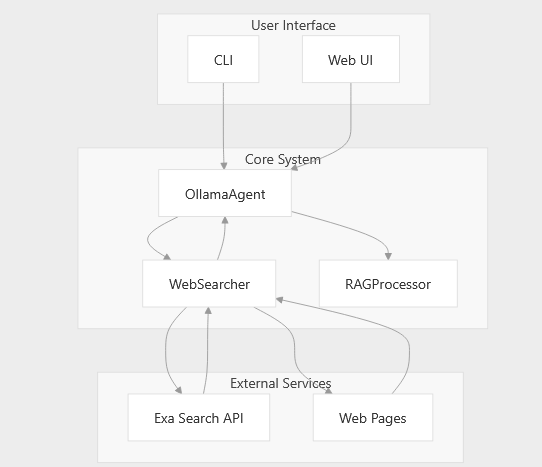 User Interface
CLI
Web UI
Core System
OllamaAgent
WebSearcher
RAGProcessor
External Services
Exa Search API
Web Pages